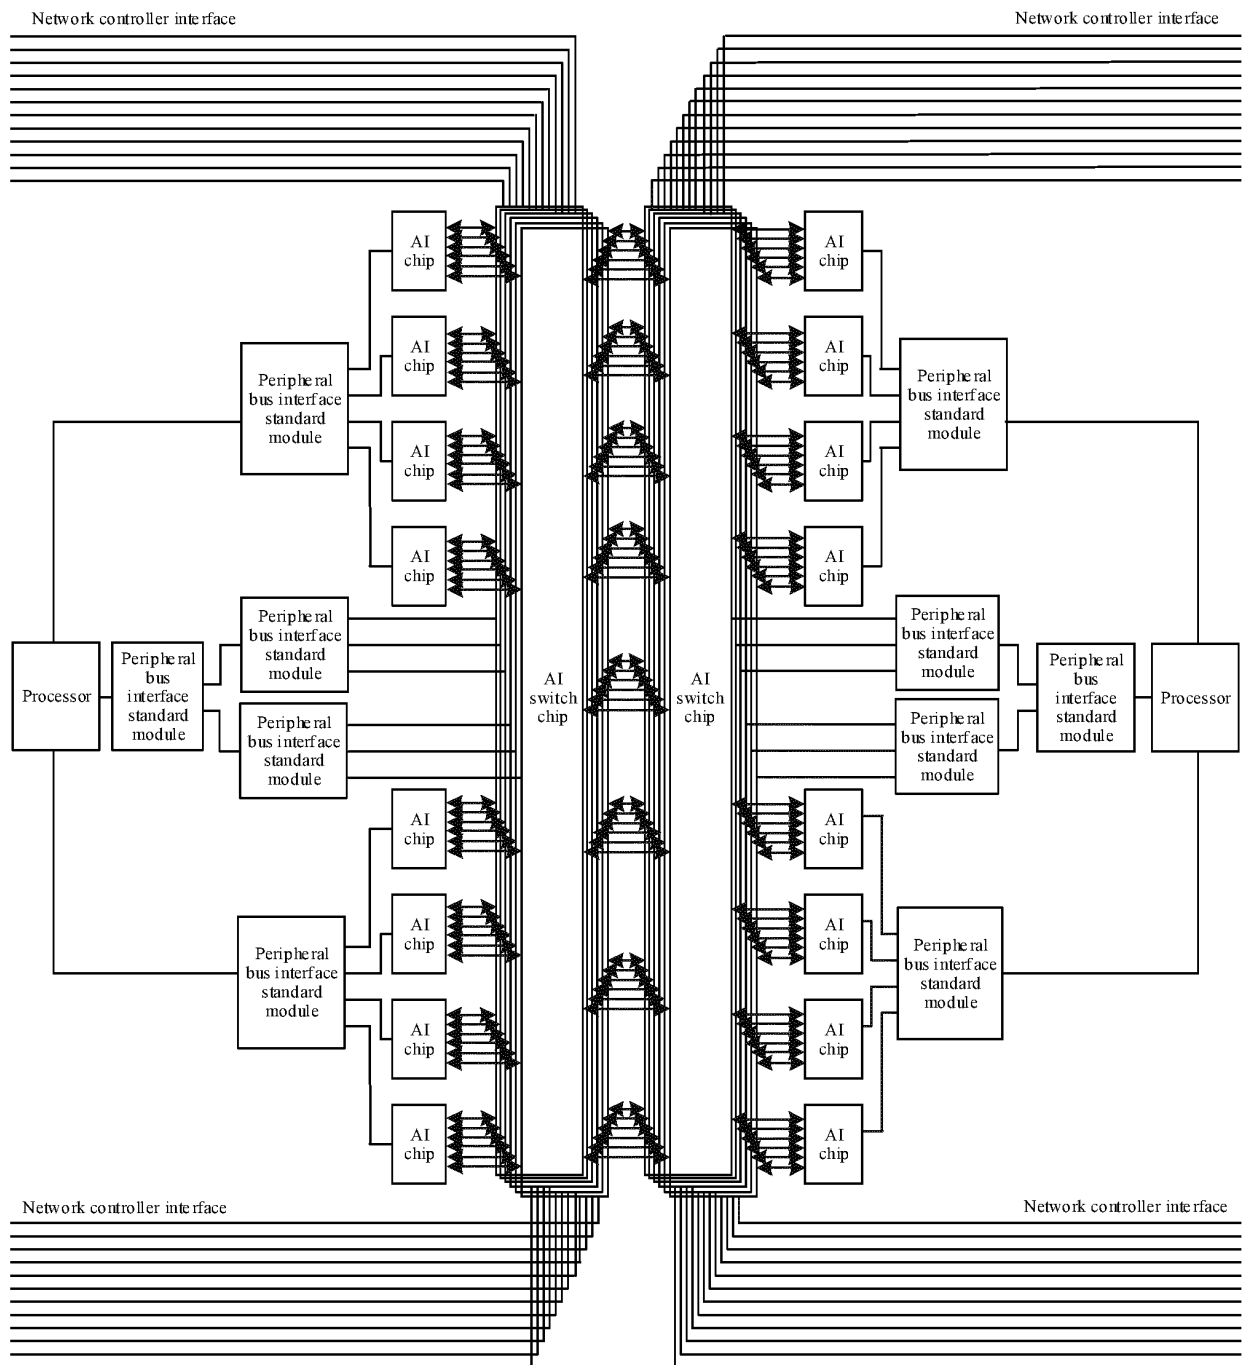 Network controller interface
Network controller interface
AI
chip
AI
chip
AI
chip
AI
chip
Peripheral
bus interface
standard
module
Peripheral
bus interface
standard
module
AI
chip
AI
chip
AI
chip
AI
chip
Peripheral
bus interface
standard
module
Peripheral
bus interface
standard
module
Processor
Peripheral
bus
interface
standard
module
AI
switch
chip
AI
switch
chip
Peripheral
bus
interface
standard
module
Processor
Peripheral
bus interface
standard
module
Peripheral
bus interface
standard
module
AI
chip
AI
chip
AI
chip
AI
chip
Peripheral
bus interface
standard
module
Peripheral
bus interface
standard
module
AI
chip
AI
chip
AI
chip
AI
chip
Network controller interface
Network controller interface